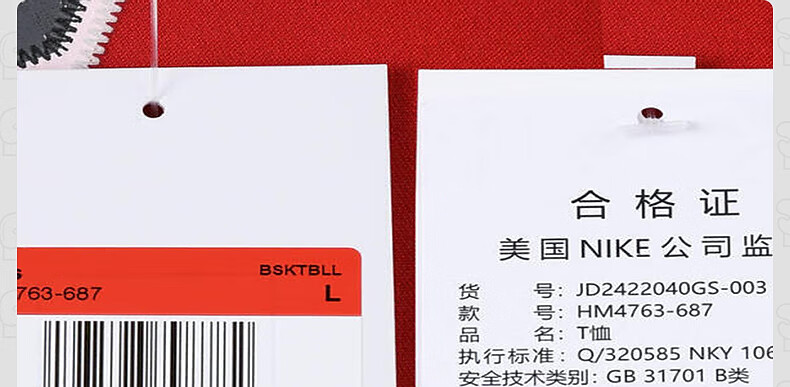 BSKTBLL
763-687
L
合格证
美国NIKE公司监
货 号：JD2422040GS-003
款 号：HM4763-687
品 名：T恤
执行标准：Q/320585 NKY 106
安全技术类别：GB 31701 B类